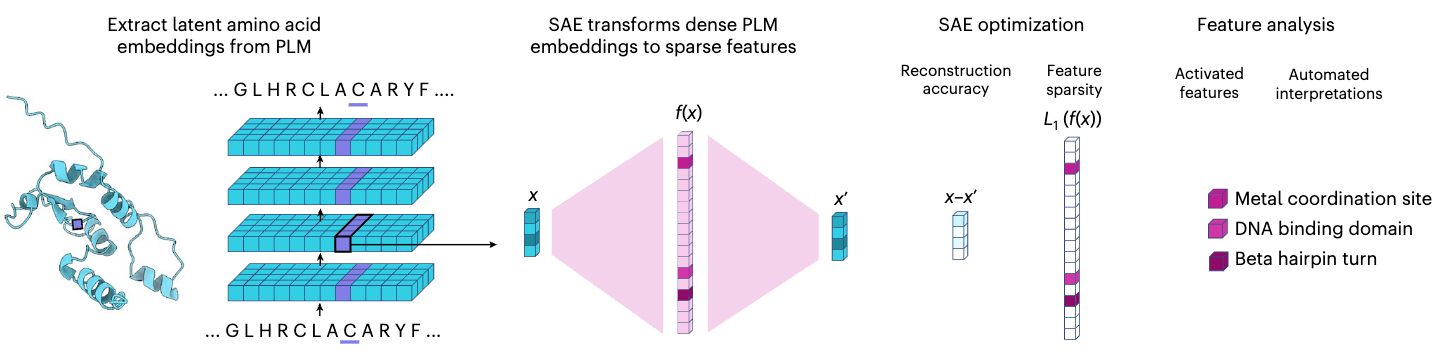 Extract latent amino acid
embeddings from PLM
SAE transforms dense PLM
embeddings to sparse features
SAE optimization
Feature analysis
Reconstruction
accuracy
Feature
sparsity
Activated
features
Automated
interpretations
... G L H R C L A C A R Y F ....
f(x)
L1 (f(x))
x
x′
x–x′
Metal coordination site
DNA binding domain
Beta hairpin turn
... G L H R C L A C A R Y F ...